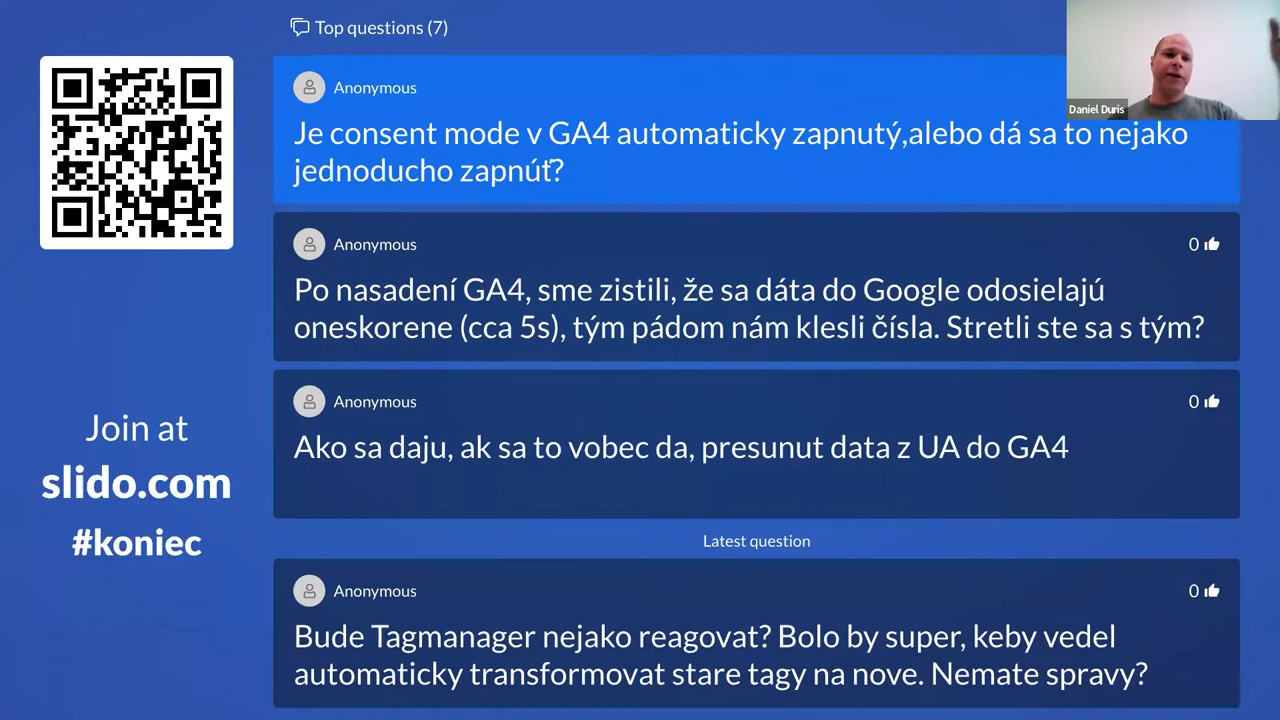 Top questions (7)
Anonymous
Je consent mode v GA4 automaticky zapnutý,alebo dá sa to nejako
jednoducho zapnúť?
Daniel Duris
Anonymous
0
Po nasadení GA4, sme zistili, že sa dáta do Google odosielajú
oneskorene (cca 5s), tým pádom nám klesli čísla. Stretli ste sa s tým?
Anonymous
0
Ako sa daju, ak sa to vobec da, presunut data z UA do GA4
Join at
slido.com
#koniec
Latest question
Anonymous
0
Bude Tagmanager nejako reagovat? Bolo by super, keby vedel
automaticky transformovat stare tagy na nove. Nemate spravy?